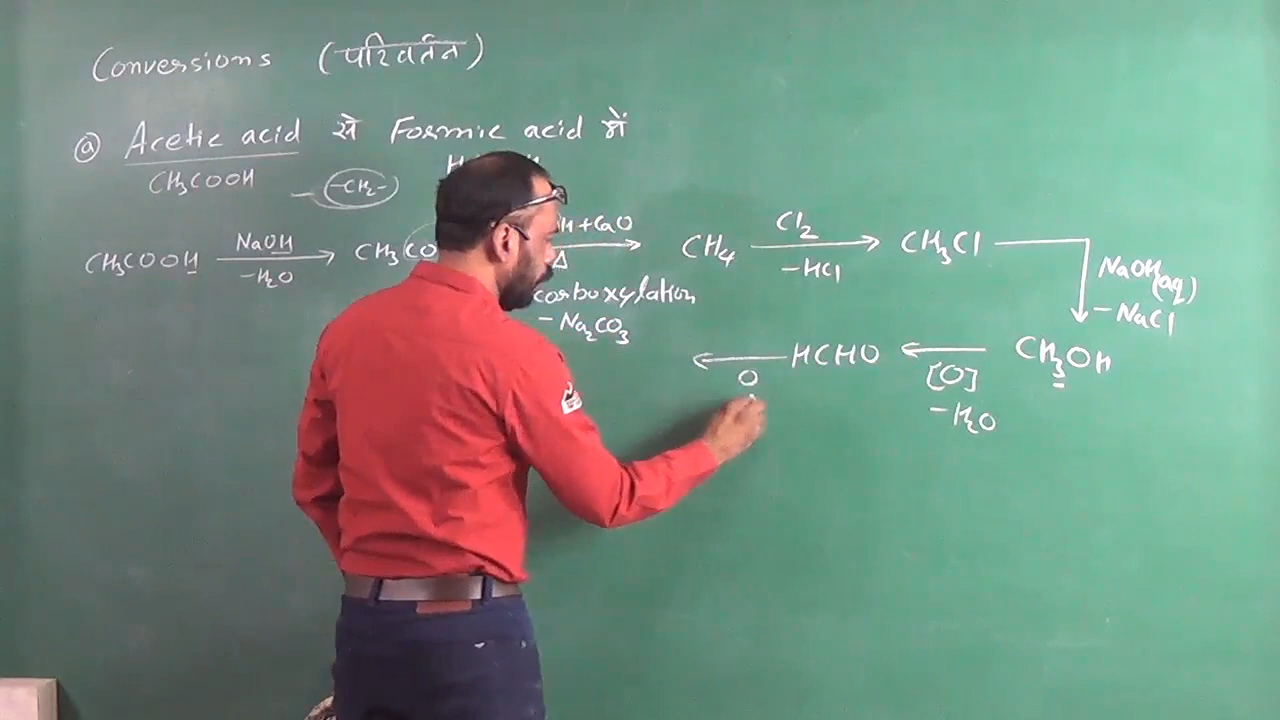 Conversions (परिवर्तन)
ⓐ Acetic acid से Formic acid में
CH₃COOH -CH₂-
CH₃COOH NaOH -H₂O CH₃CO H+CaO Δ CH₄ Cl₂ -HCl CH₃Cl NaOH(aq) -NaCl
carboxylation
-Na₂CO₃
O HCHO [O] -H₂O CH₃OH